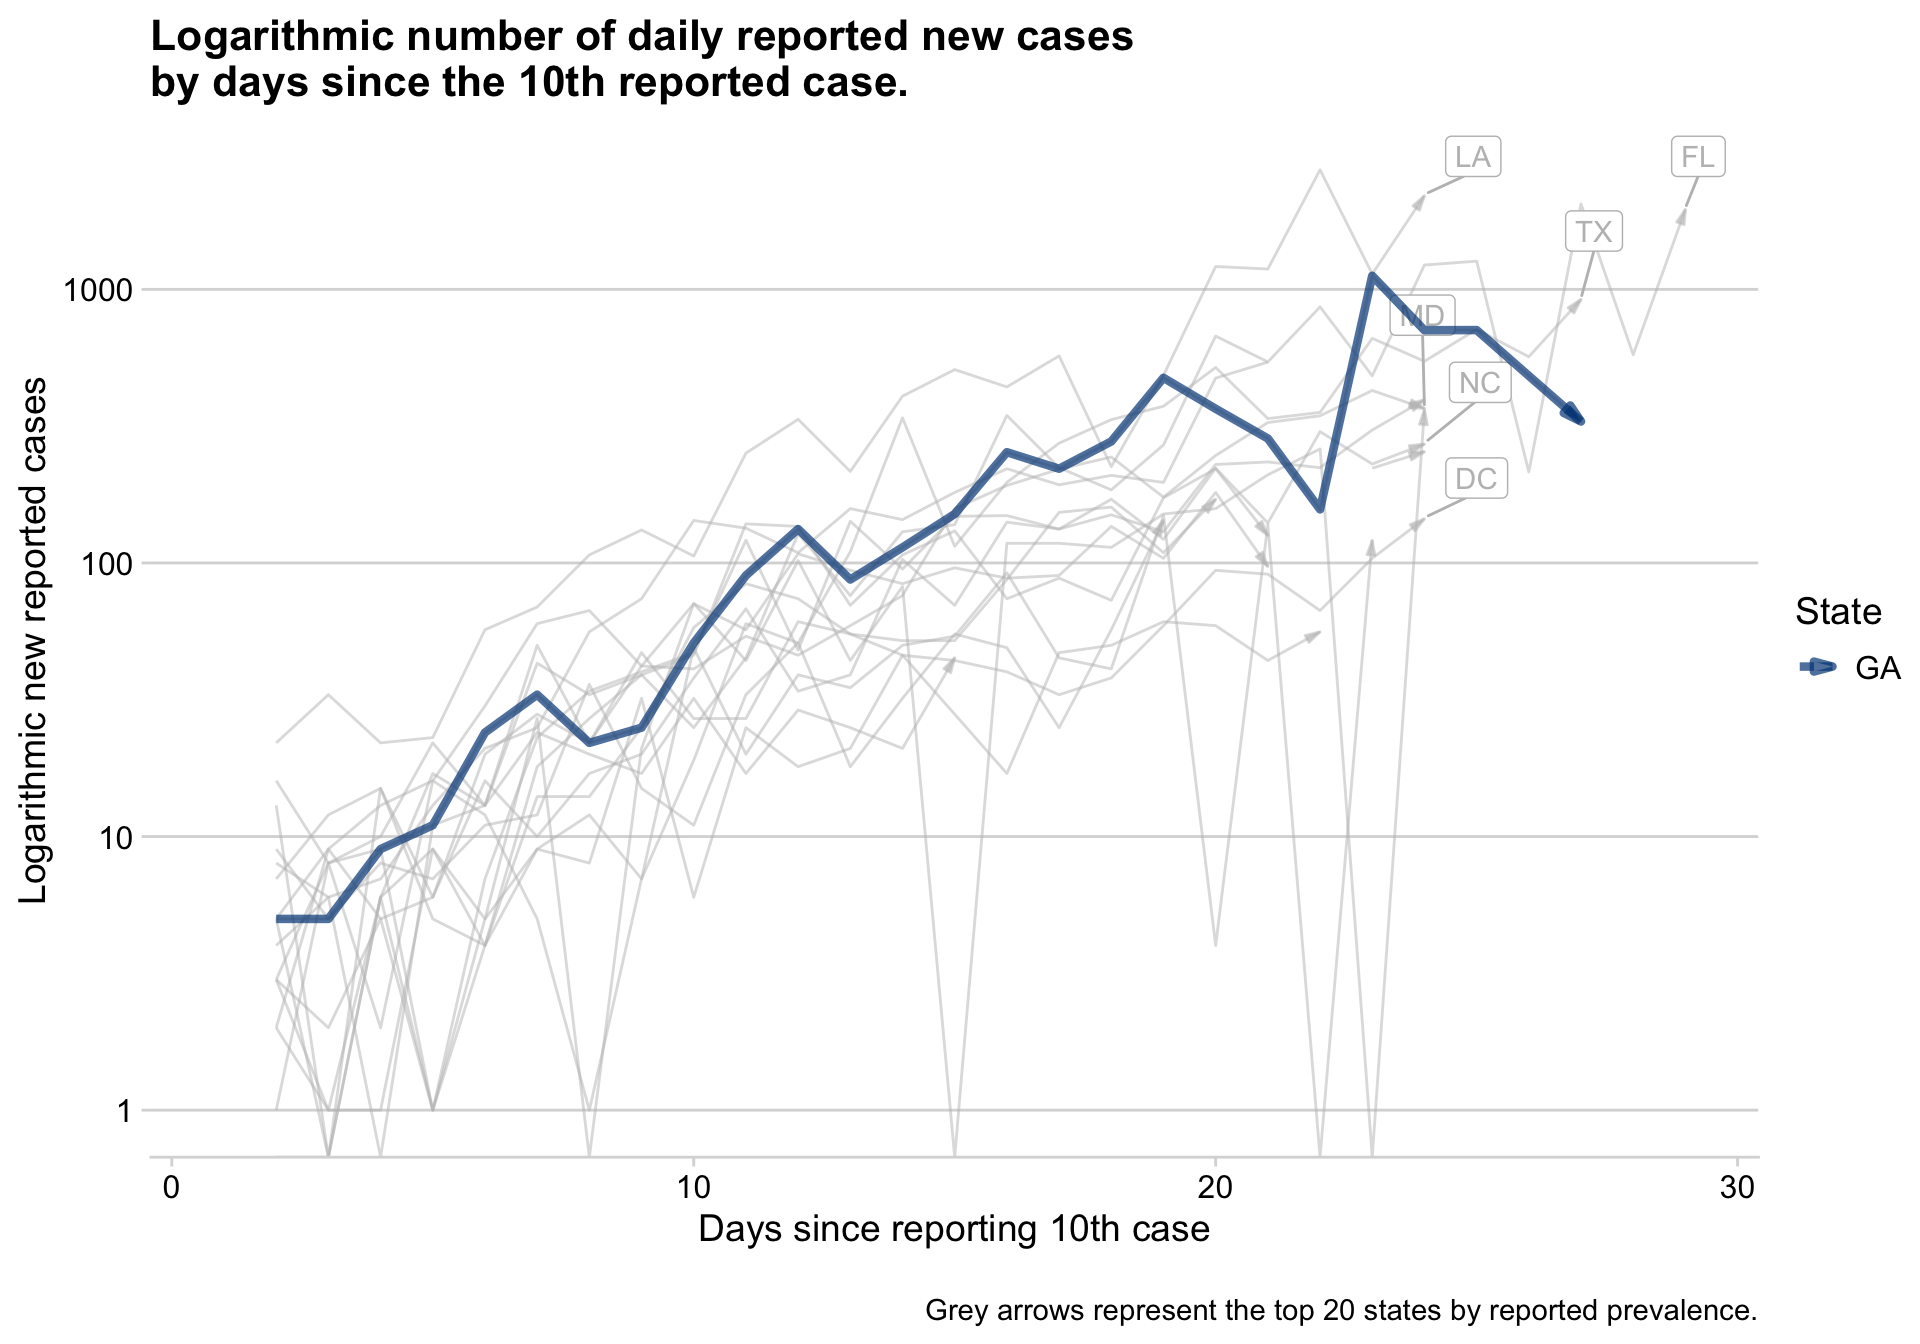 Logarithmic number of daily reported new cases
by days since the 10th reported case.
LA
FL
TX
1000
MD
NC
DC
100
10
1
Logarithmic new reported cases
State
GA
0
10
20
30
Days since reporting 10th case
Grey arrows represent the top 20 states by reported prevalence.